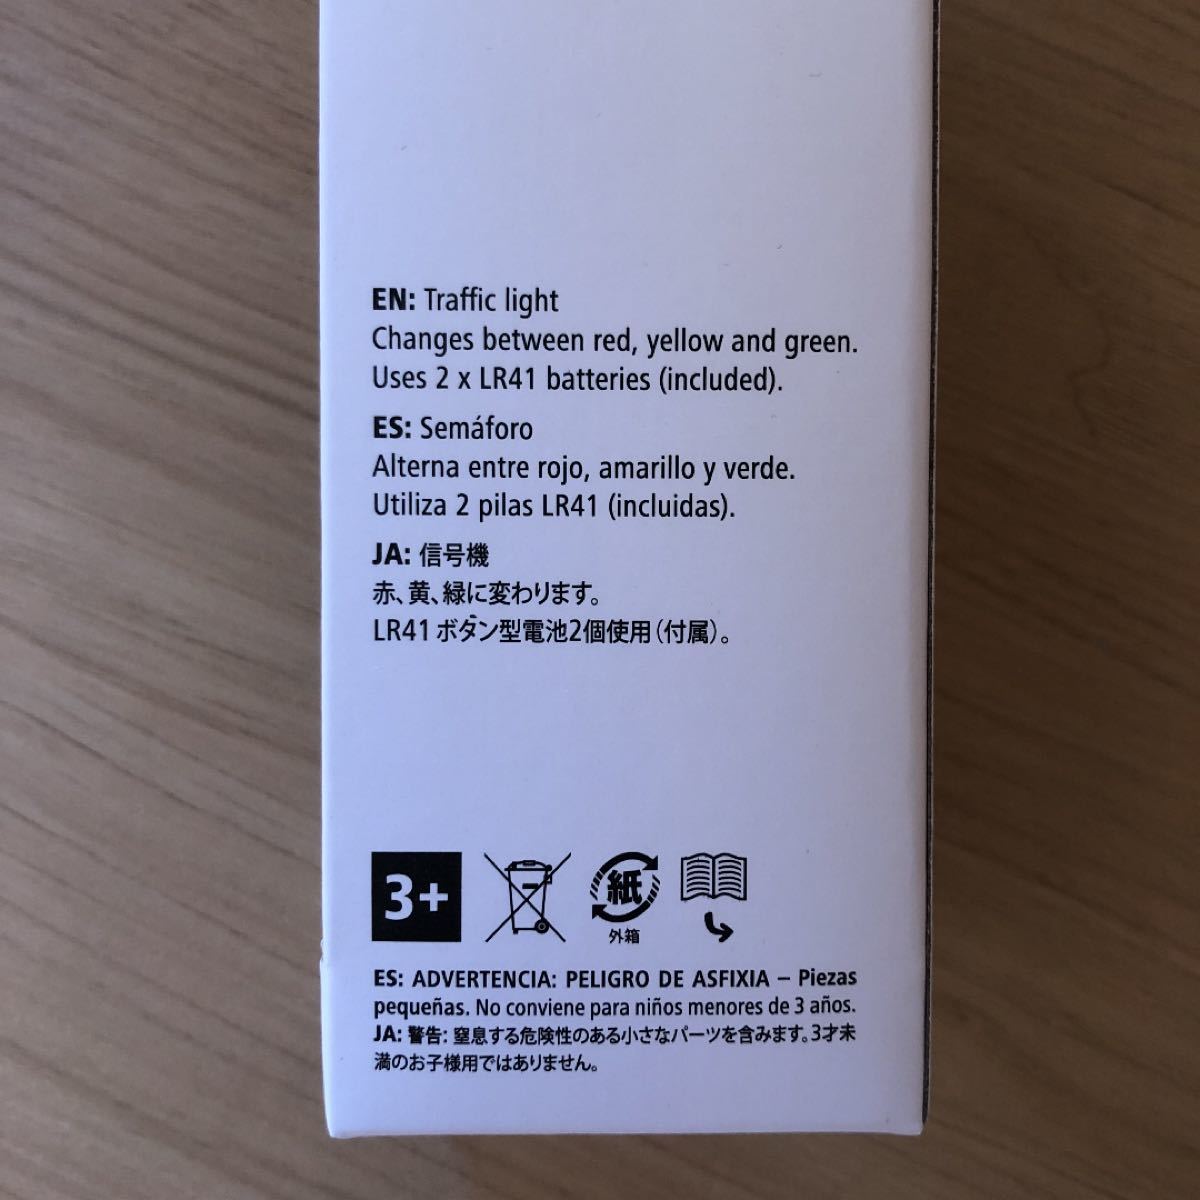 EN: Traffic light
Changes between red, yellow and green.
Uses 2 x LR41 batteries (included).
ES: Semáforo
Alterna entre rojo, amarillo y verde.
Utiliza 2 pilas LR41 (incluidas).
JA: 信号機
赤、黄、緑に変わります。
LR41 ボタン型電池2個使用（付属）。
3+
紙
外箱
ES: ADVERTENCIA: PELIGRO DE ASFIXIA – Piezas
pequeñas. No conviene para niños menores de 3 años.
JA: 警告: 窒息する危険性のある小さなパーツを含みます。3才未
満のお子様用ではありません。